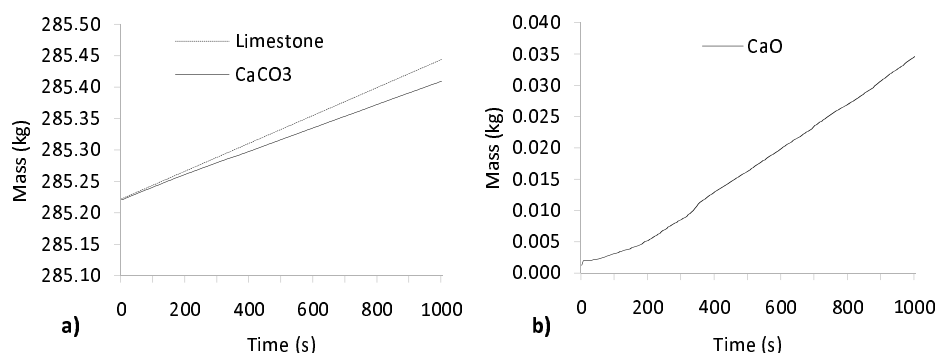 285.50
285.45
285.40
285.35
285.30
285.25
285.20
285.15
285.10
Mass (kg)
Limestone
CaCO3
0 200 400 600 800 1000
Time (s)
a)
0.040
0.035
0.030
0.025
0.020
0.015
0.010
0.005
0.000
Mass (kg)
CaO
0 200 400 600 800 1000
Time (s)
b)